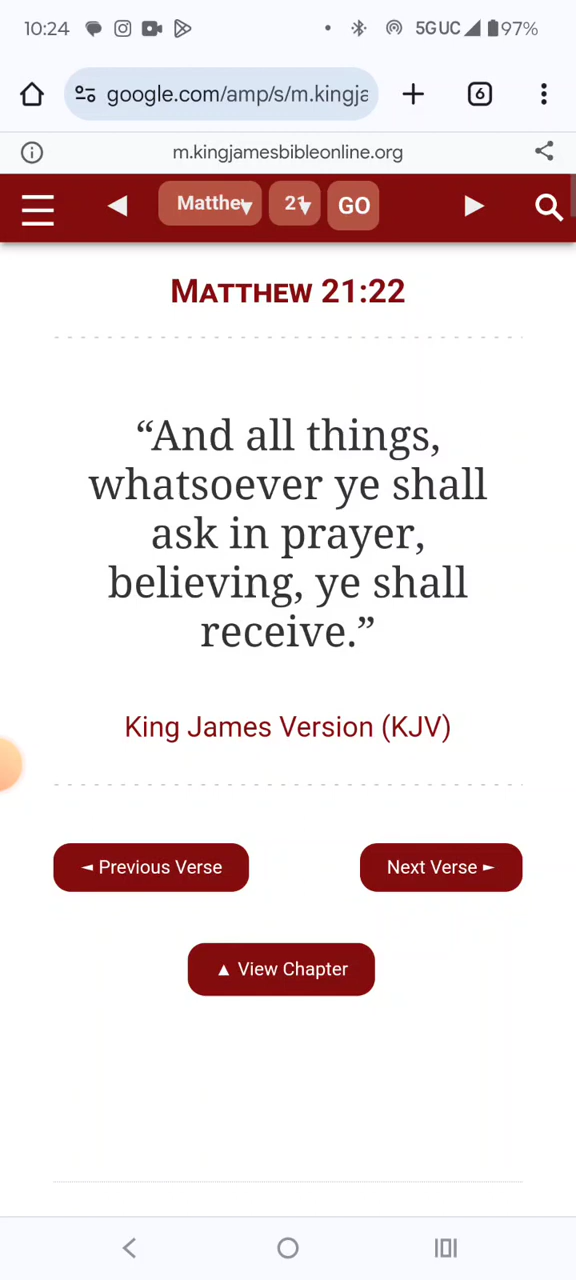 10:24 5G UC 97%
google.com/amp/s/m.kingja 6
m.kingjamesbibleonline.org
Matthe 21 GO
MATTHEW 21:22
“And all things,
whatsoever ye shall
ask in prayer,
believing, ye shall
receive.”
King James Version (KJV)
◄ Previous Verse Next Verse ►
▲ View Chapter